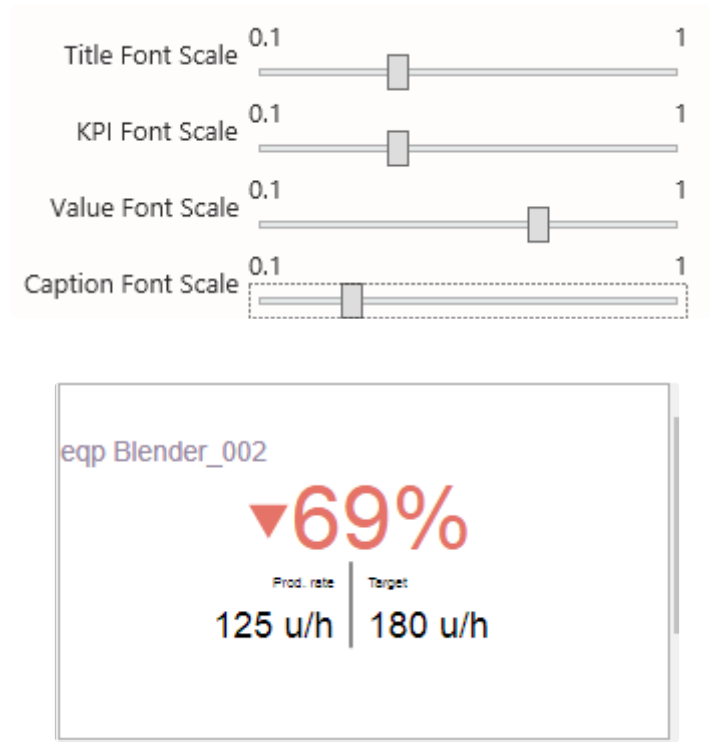 0.1 1
Title Font Scale
0.1 1
KPI Font Scale
0.1 1
Value Font Scale
0.1 1
Caption Font Scale
eqp Blender_002
▼69%
Prod. rate Target
125 u/h 180 u/h